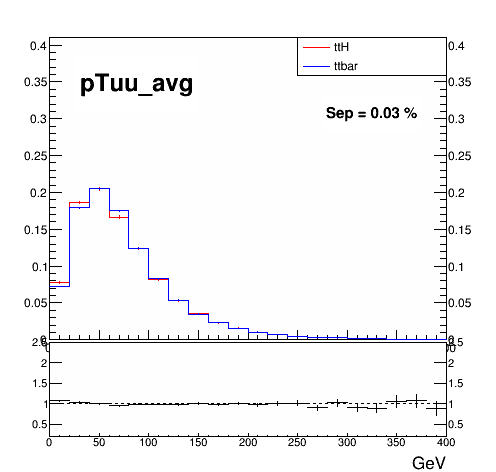 0.4 ttH 0.4
ttbar
0.35 pTuu_avg 0.35
0.3 Sep = 0.03 % 0.3
0.25 0.25
0.2 0.2
0.15 0.15
0.1 0.1
0.05 0.05
2.5 2.5
2 2
1.5 1.5
1 1
0.5 0.5
0 50 100 150 200 250 300 350 400
GeV